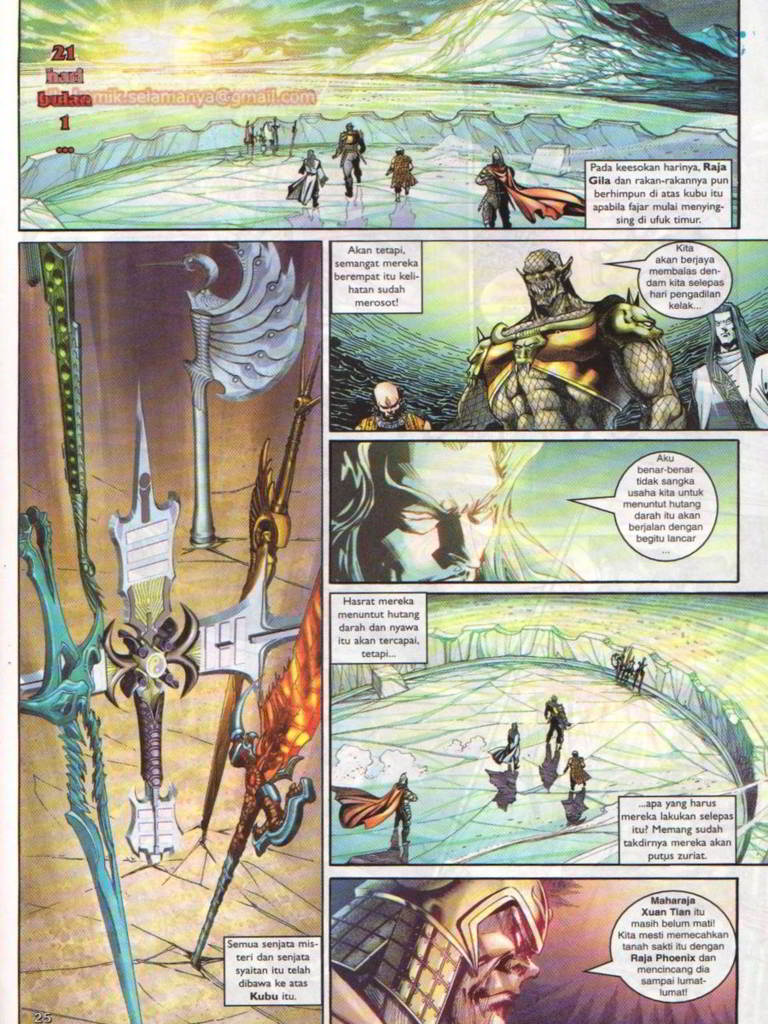 21
hari
bulan
1
...
komik.selamanya@gmail.com
Pada keesokan harinya, Raja
Gila dan rakan-rakannya pun
berhimpun di atas kubu itu
apabila fajar mulai menying-
sing di ufuk timur.
Akan tetapi,
semangat mereka
berempat itu keli-
hatan sudah
merosot!
Kita
akan berjaya
membalas den-
dam kita selepas
hari pengadilan
kelak...
Aku
benar-benar
tidak sangka
usaha kita untuk
menuntut hutang
darah itu akan
berjalan dengan
begitu lancar
...
Hasrat mereka
menuntut hutang
darah dan nyawa
itu akan tercapai,
tetapi...
...apa yang harus
mereka lakukan selepas
itu? Memang sudah
takdirnya mereka akan
putus zuriat.
Semua senjata mis-
teri dan senjata
syaitan itu telah
dibawa ke atas
Kubu itu.
Maharaja
Xuan Tian itu
masih belum mati!
Kita mesti memecahkan
tanah sakti itu dengan
Raja Phoenix dan
mencincang dia
sampai lumat-
lumat!
25